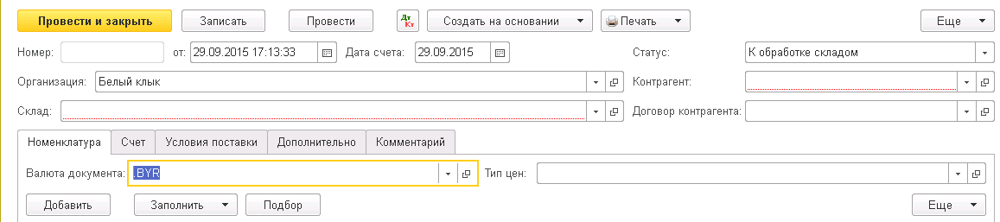 Провести и закрыть Записать Провести Дт Кт Создать на основании Печать Еще
Номер: от: 29.09.2015 17:13:33 Дата счета: 29.09.2015 Статус: К обработке складом
Организация: Белый клык Контрагент:
Склад: Договор контрагента:
Номенклатура Счет Условия поставки Дополнительно Комментарий
Валюта документа: .BYR Тип цен:
Добавить Заполнить Подбор Еще